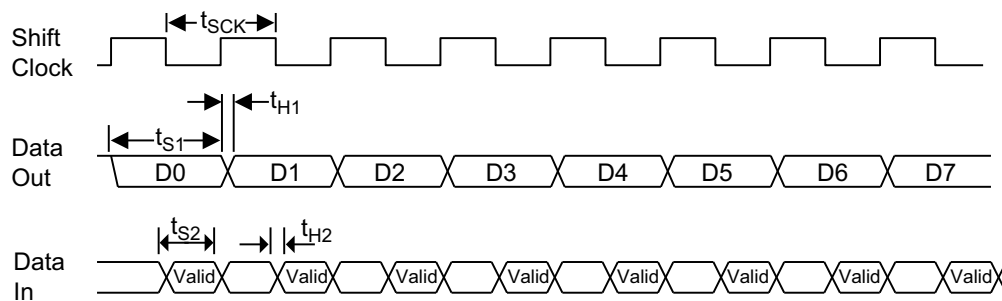 Shift
Clock
tSCK
tH1
tS1
Data
Out
D0 D1 D2 D3 D4 D5 D6 D7
tS2
tH2
Data
In
Valid Valid Valid Valid Valid Valid Valid Valid